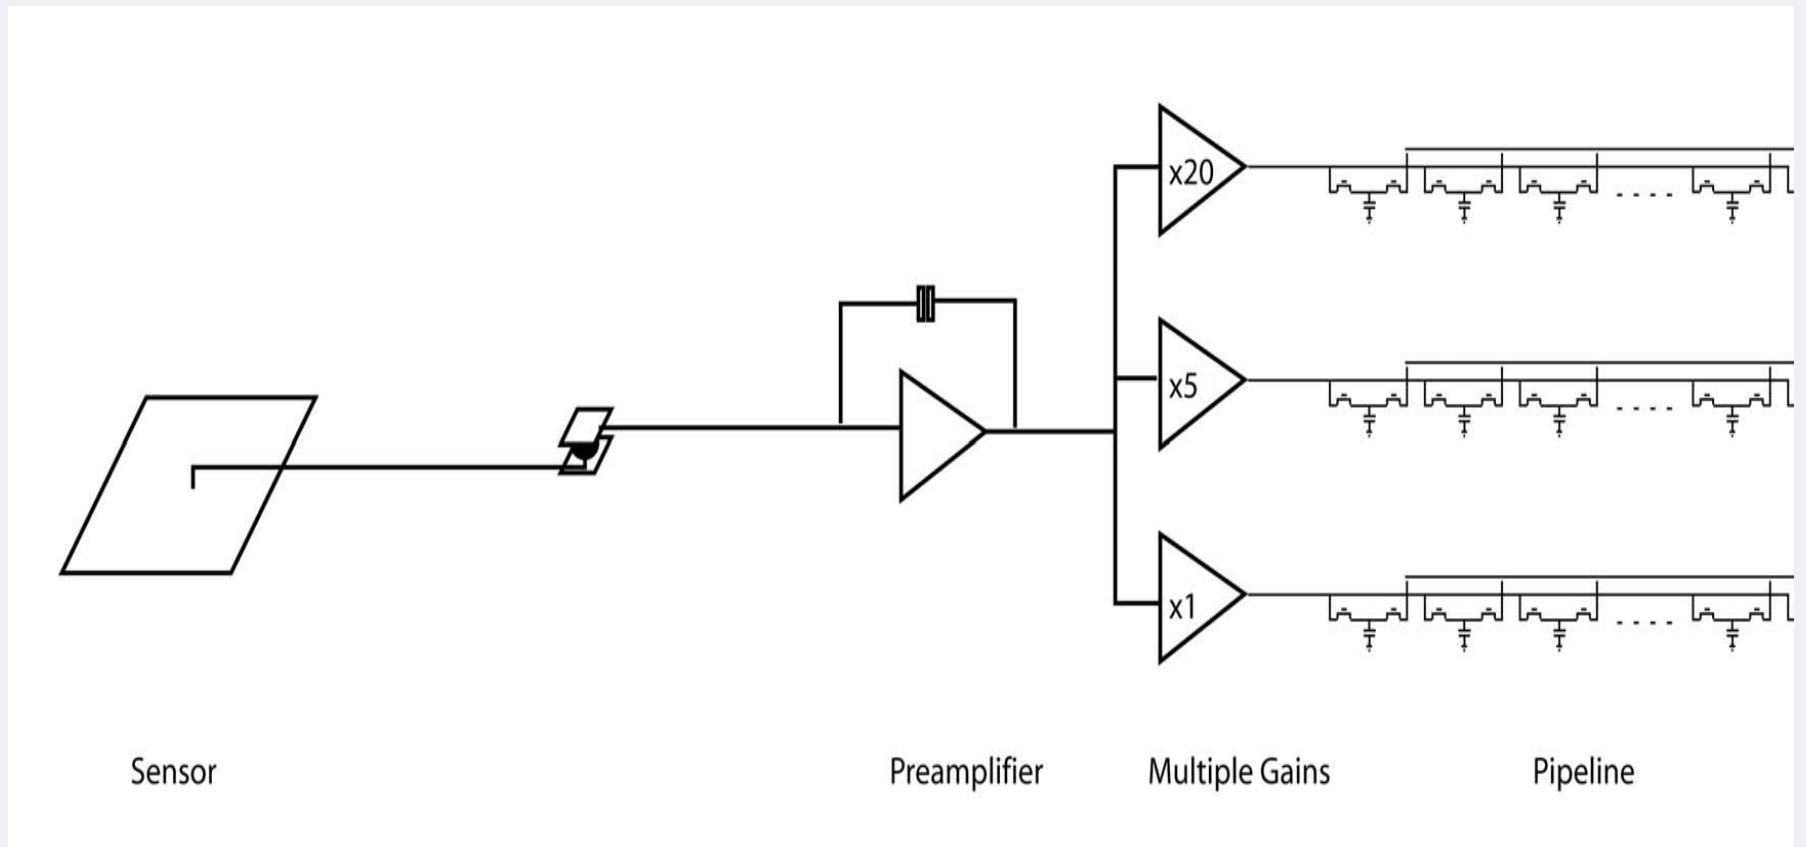 x20
x5
x1
Sensor
Preamplifier
Multiple Gains
Pipeline